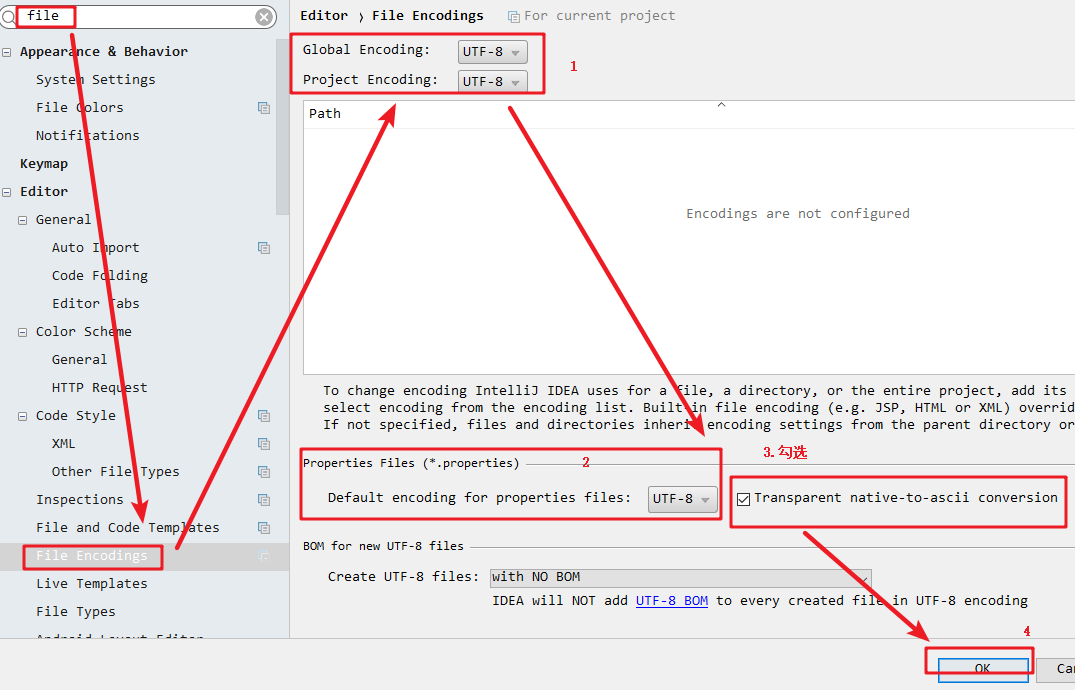 file
Appearance & Behavior
System Settings
File Colors
Notifications
Keymap
Editor
General
Auto Import
Code Folding
Editor Tabs
Color Scheme
General
HTTP Request
Code Style
XML
Other File Types
Inspections
File and Code Templates
File Encodings
Live Templates
File Types
Android Layout Editor
Editor › File Encodings For current project
Global Encoding: UTF-8
Project Encoding: UTF-8
1
Path
Encodings are not configured
To change encoding IntelliJ IDEA uses for a file, a directory, or the entire project, add its
select encoding from the encoding list. Built-in file encoding (e.g. JSP, HTML or XML) overrid
If not specified, files and directories inherit encoding settings from the parent directory or
Properties Files (*.properties) 2
3.勾选
Default encoding for properties files: UTF-8 Transparent native-to-ascii conversion
BOM for new UTF-8 files
Create UTF-8 files: with NO BOM
IDEA will NOT add UTF-8 BOM to every created file in UTF-8 encoding
4
OK Can